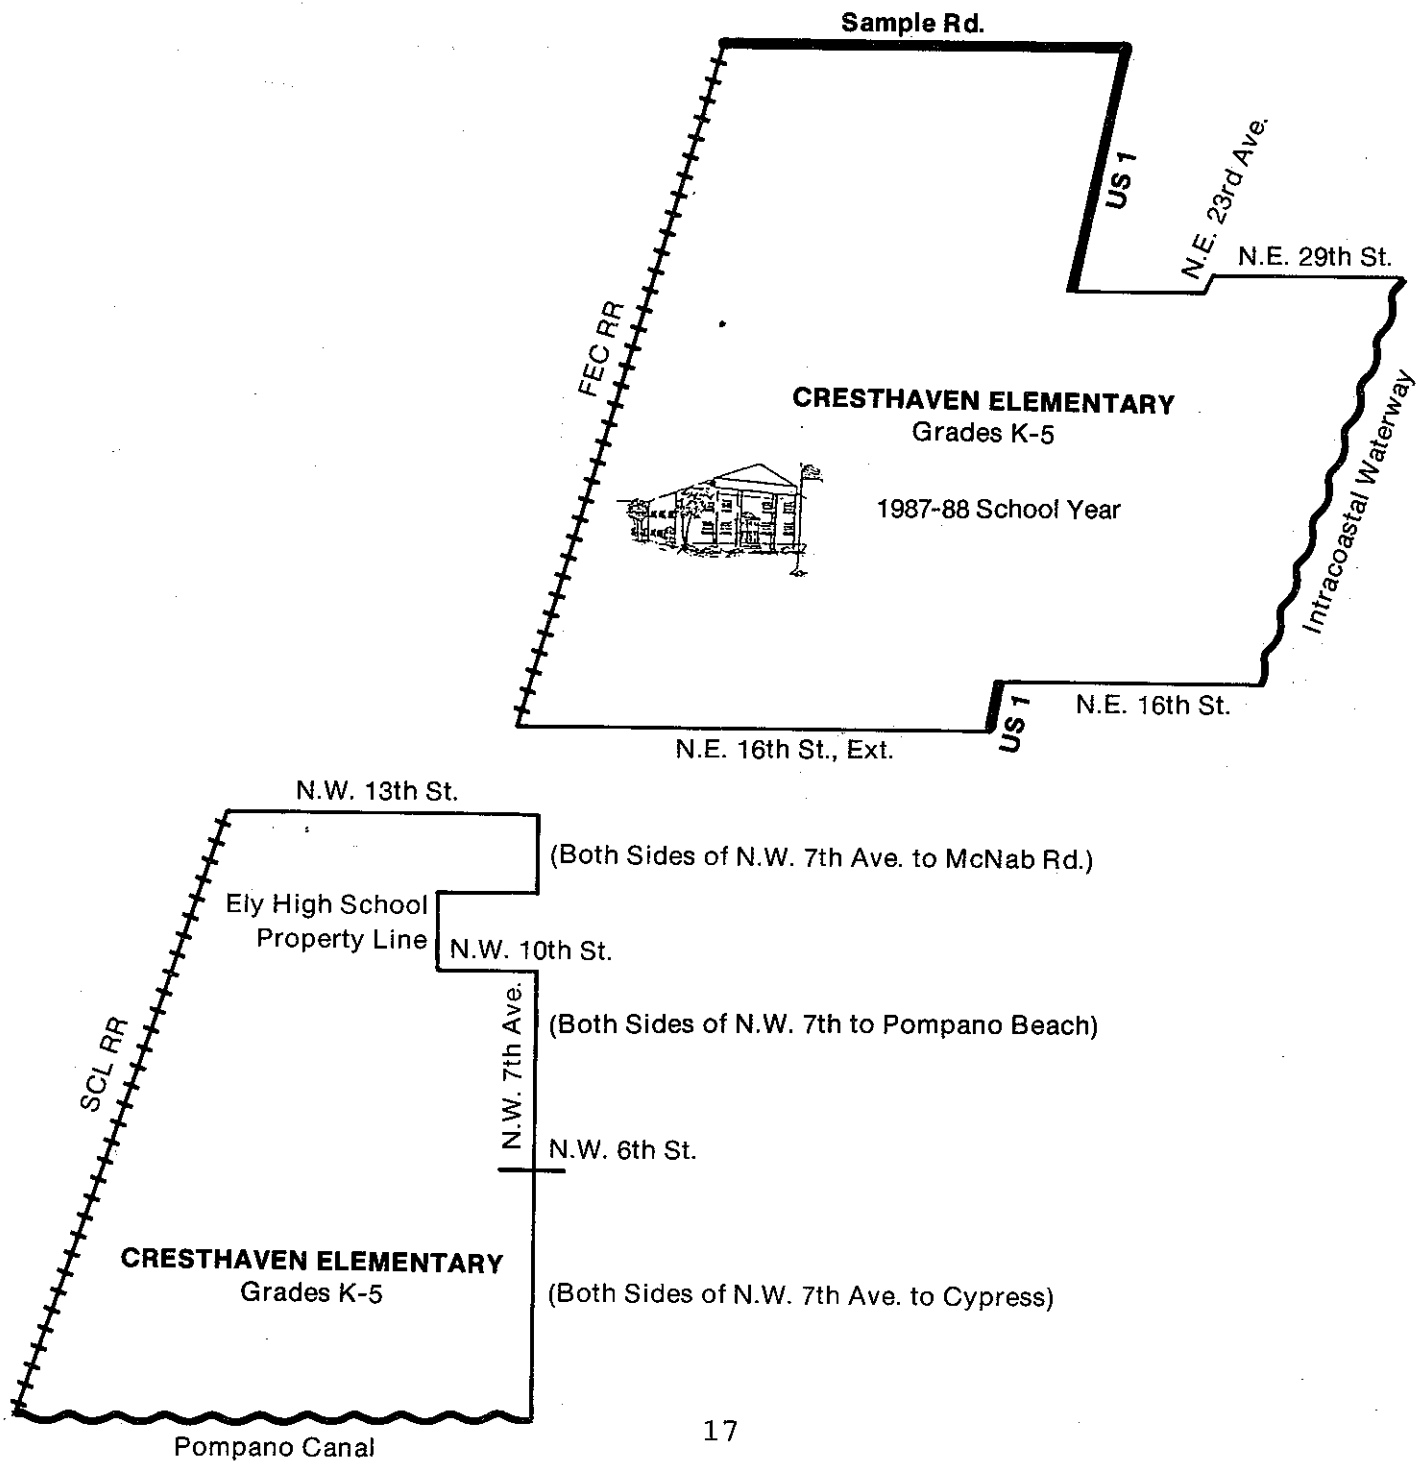 Sample Rd.
US 1
N.E. 23rd Ave.
N.E. 29th St.
FEC RR
CRESTHAVEN ELEMENTARY
Grades K-5
1987-88 School Year
Intracoastal Waterway
US 1
N.E. 16th St.
N.E. 16th St., Ext.
N.W. 13th St.
(Both Sides of N.W. 7th Ave. to McNab Rd.)
Ely High School
Property Line
N.W. 10th St.
SCL RR
N.W. 7th Ave.
(Both Sides of N.W. 7th to Pompano Beach)
N.W. 6th St.
CRESTHAVEN ELEMENTARY
Grades K-5
(Both Sides of N.W. 7th Ave. to Cypress)
Pompano Canal
17